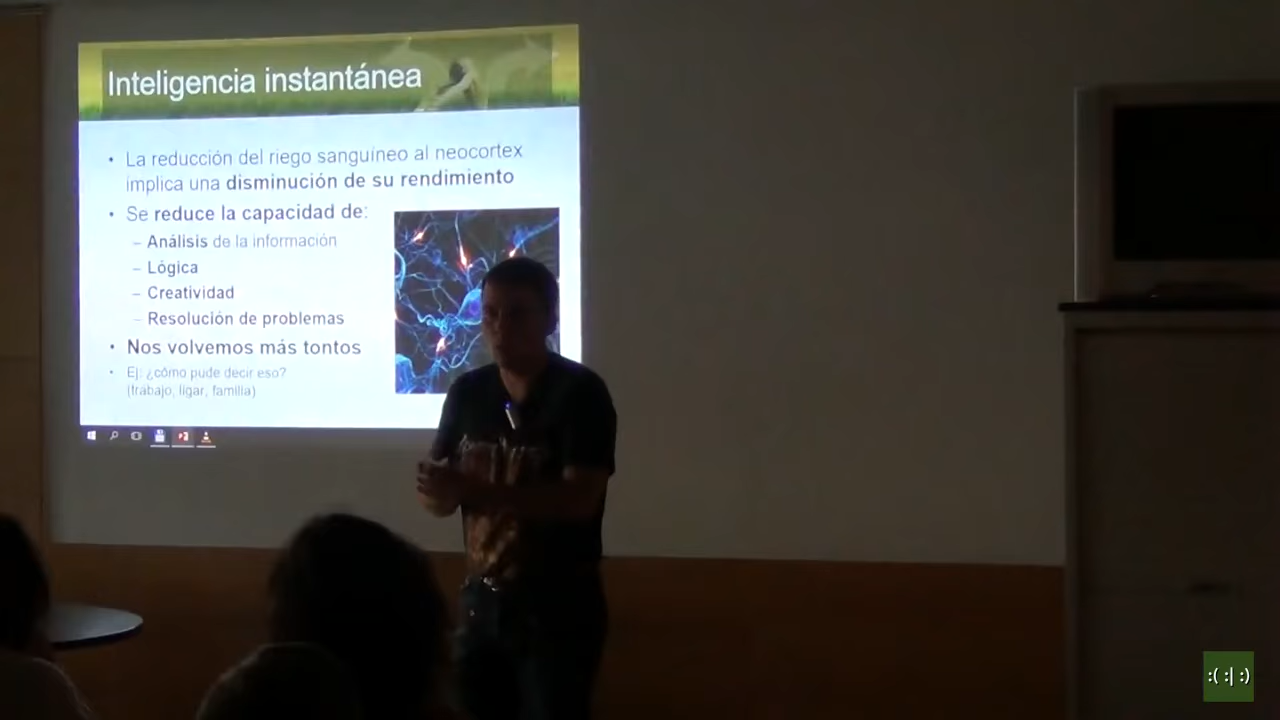 Inteligencia instantánea
• La reducción del riego sanguíneo al neocortex
implica una disminución de su rendimiento
• Se reduce la capacidad de:
– Análisis de la información
– Lógica
– Creatividad
– Resolución de problemas
• Nos volvemos más tontos
• Ej: ¿cómo pude decir eso?
(trabajo, ligar, familia)
:( :| :)